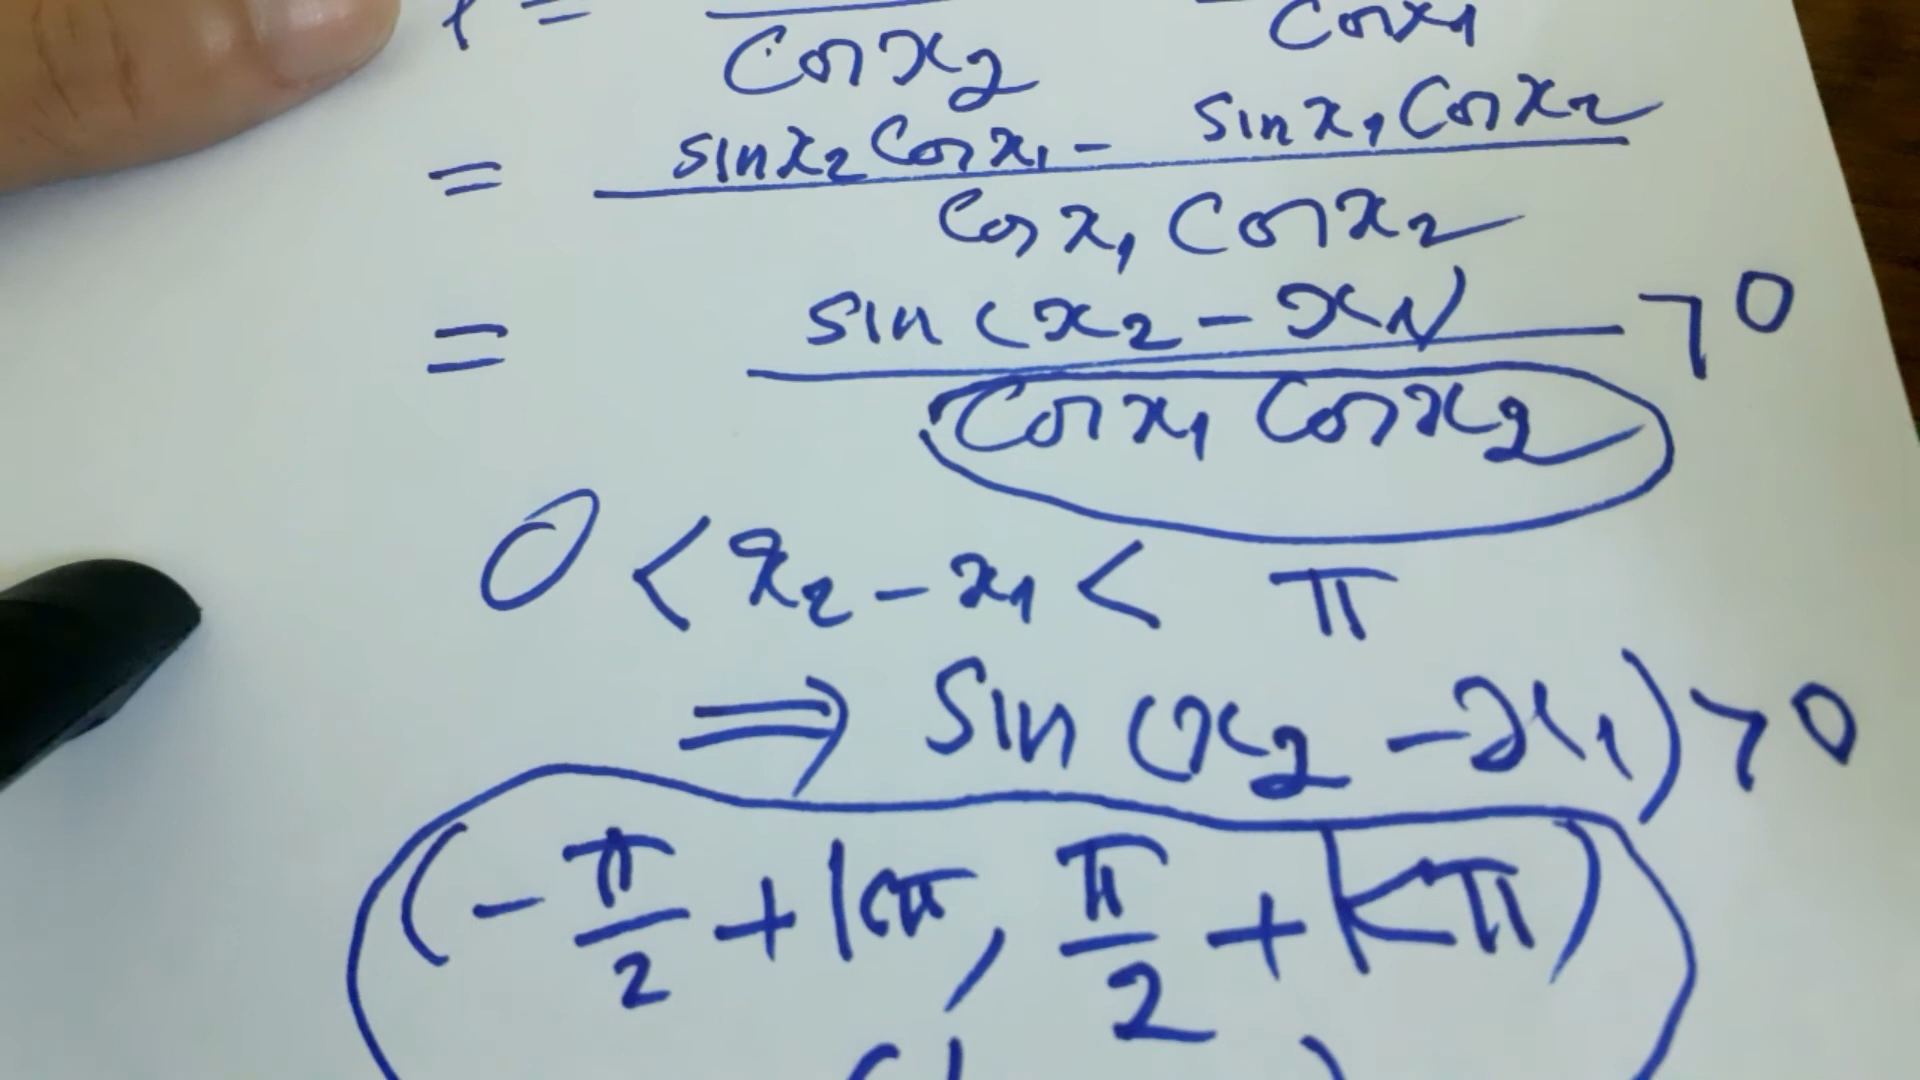 =
cos x₂ cos x₁
= sin x₂ cos x₁ - sin x₁ cos x₂
cos x₁ cos x₂
= sin (x₂ - x₁) > 0
cos x₁ cos x₂
0 < x₂ - x₁ < π
⇒ sin (x₂ - x₁) > 0
(-π/2 + kπ, π/2 + kπ)